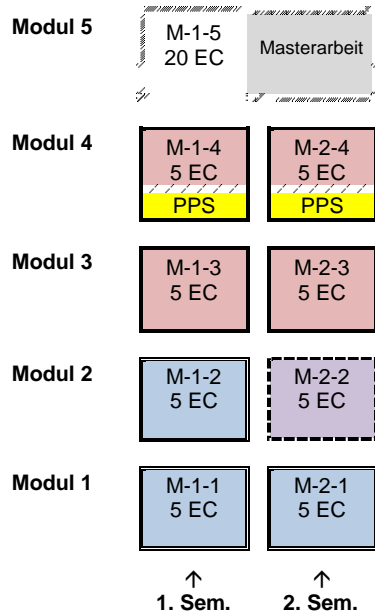 Modul 5
M-1-5
20 EC
Masterarbeit
Modul 4
M-1-4
5 EC
PPS
M-2-4
5 EC
PPS
Modul 3
M-1-3
5 EC
M-2-3
5 EC
Modul 2
M-1-2
5 EC
M-2-2
5 EC
Modul 1
M-1-1
5 EC
M-2-1
5 EC
↑ ↑
1. Sem. 2. Sem.